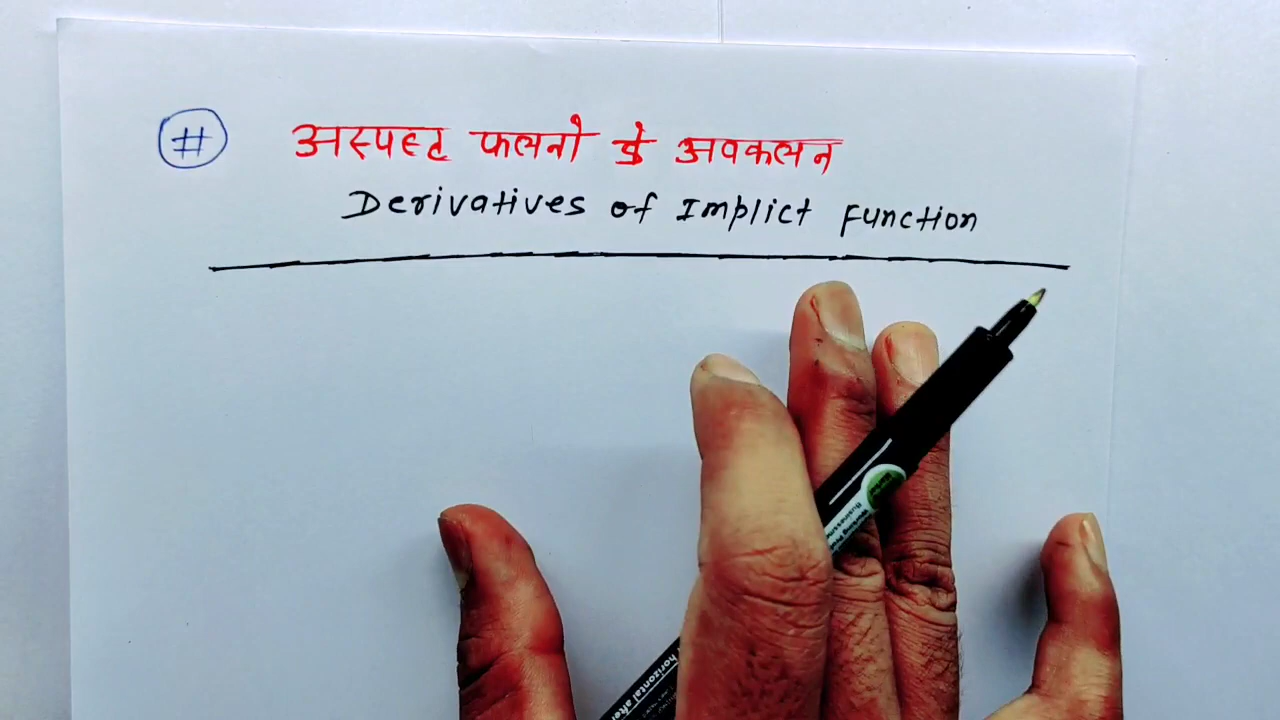 # अस्पष्ट फलनो के अवकलन
Derivatives of Implict Function